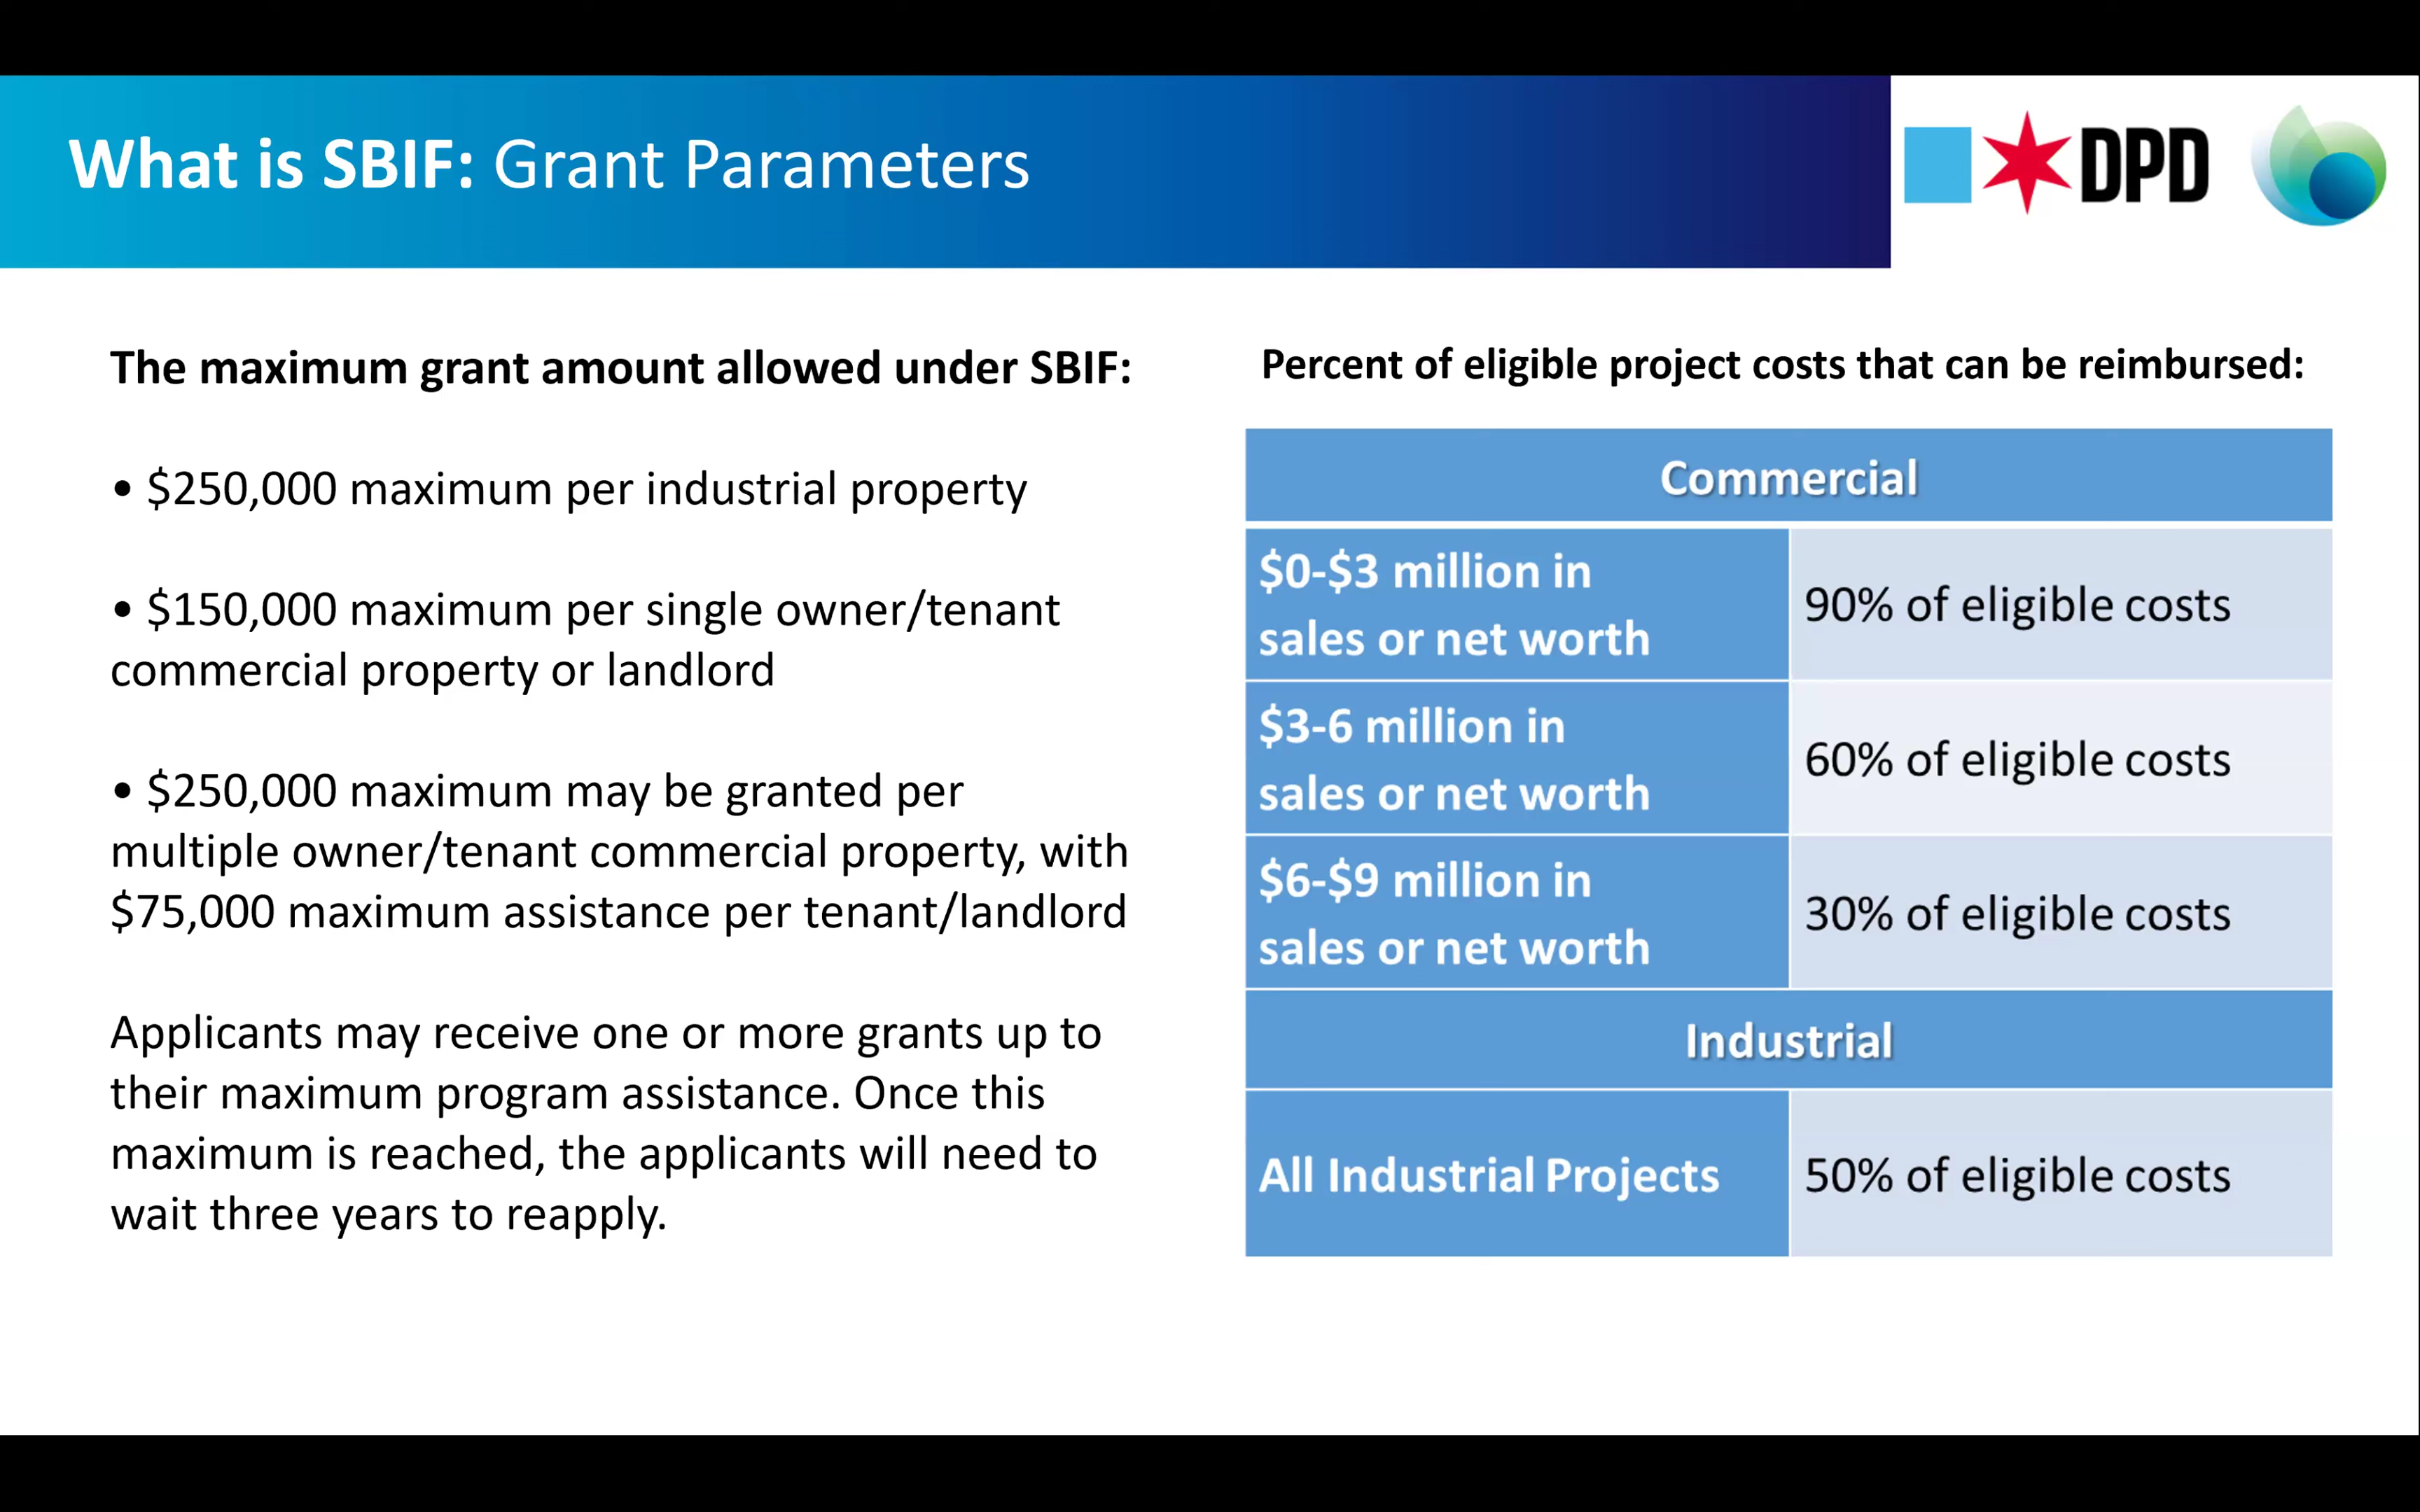 What is SBIF: Grant Parameters
DPD
The maximum grant amount allowed under SBIF:
• $250,000 maximum per industrial property
• $150,000 maximum per single owner/tenant
commercial property or landlord
• $250,000 maximum may be granted per
multiple owner/tenant commercial property, with
$75,000 maximum assistance per tenant/landlord
Applicants may receive one or more grants up to
their maximum program assistance. Once this
maximum is reached, the applicants will need to
wait three years to reapply.
Percent of eligible project costs that can be reimbursed:
Commercial
$0-$3 million in
sales or net worth
90% of eligible costs
$3-6 million in
sales or net worth
60% of eligible costs
$6-$9 million in
sales or net worth
30% of eligible costs
Industrial
All Industrial Projects
50% of eligible costs